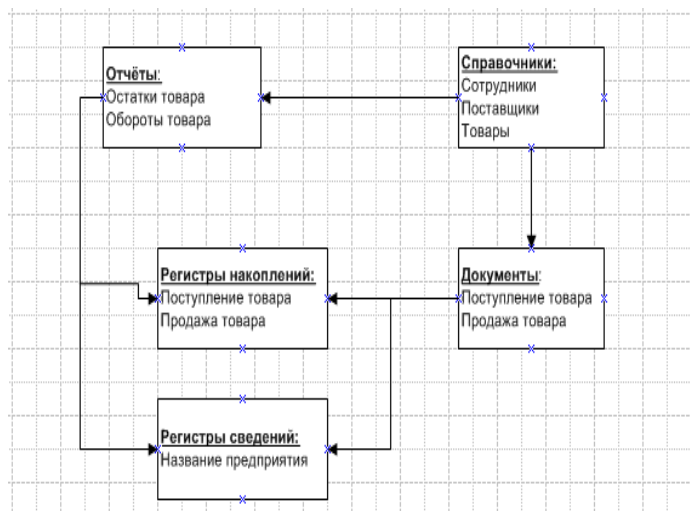 Отчёты:
Остатки товара
Обороты товара
Справочники:
Сотрудники
Поставщики
Товары
Регистры накоплений:
Поступление товара
Продажа товара
Документы:
Поступление товара
Продажа товара
Регистры сведений:
Название предприятия